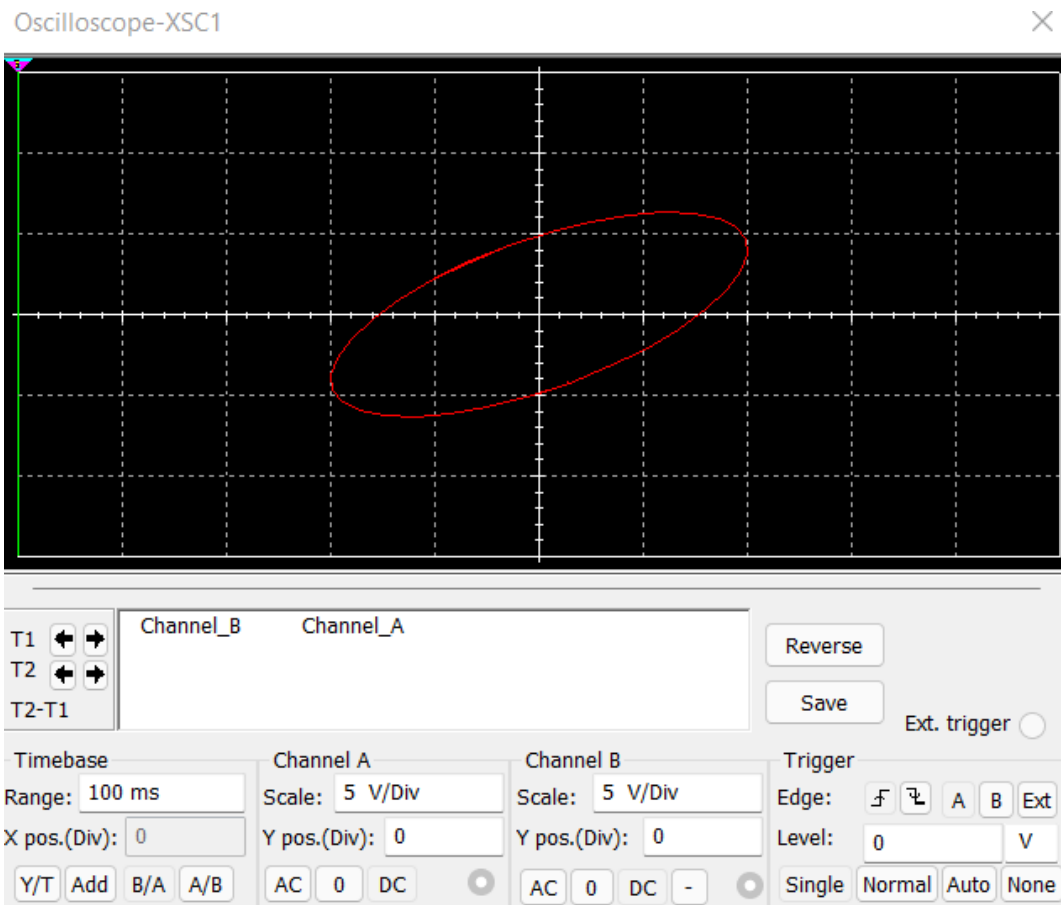 Oscilloscope-XSC1
Channel_B Channel_A
T1
T2
T2-T1
Reverse
Save
Ext. trigger
Timebase
Range: 100 ms
X pos.(Div): 0
Y/T Add B/A A/B
Channel A
Scale: 5 V/Div
Y pos.(Div): 0
AC 0 DC
Channel B
Scale: 5 V/Div
Y pos.(Div): 0
AC 0 DC -
Trigger
Edge: A B Ext
Level: 0 V
Single Normal Auto None